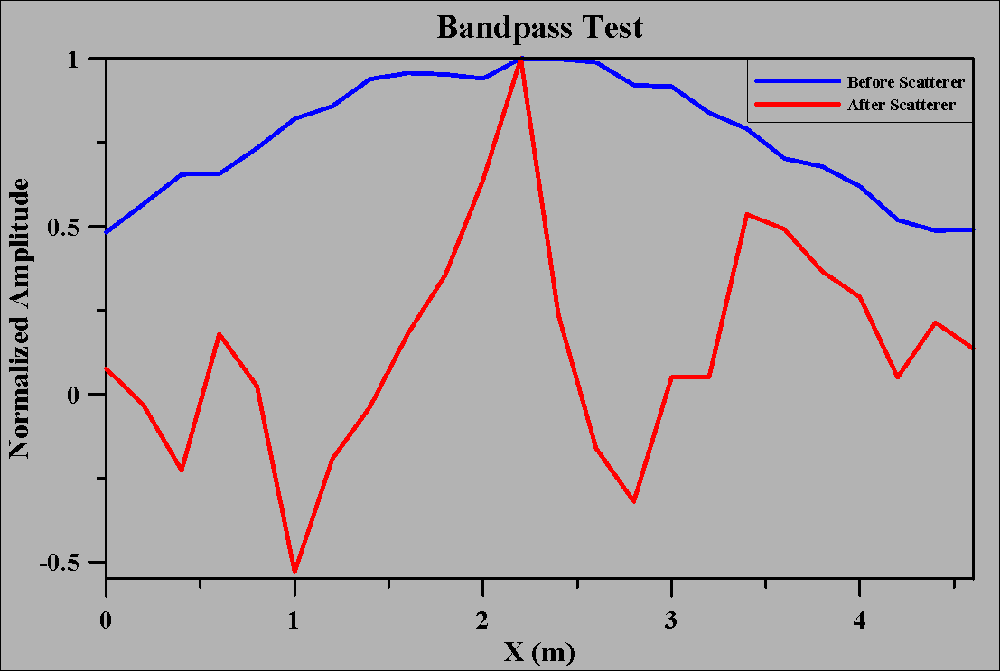 Bandpass Test
Before Scatterer
After Scatterer
Normalized Amplitude
1
0.5
0
-0.5
0 1 2 3 4
X (m)